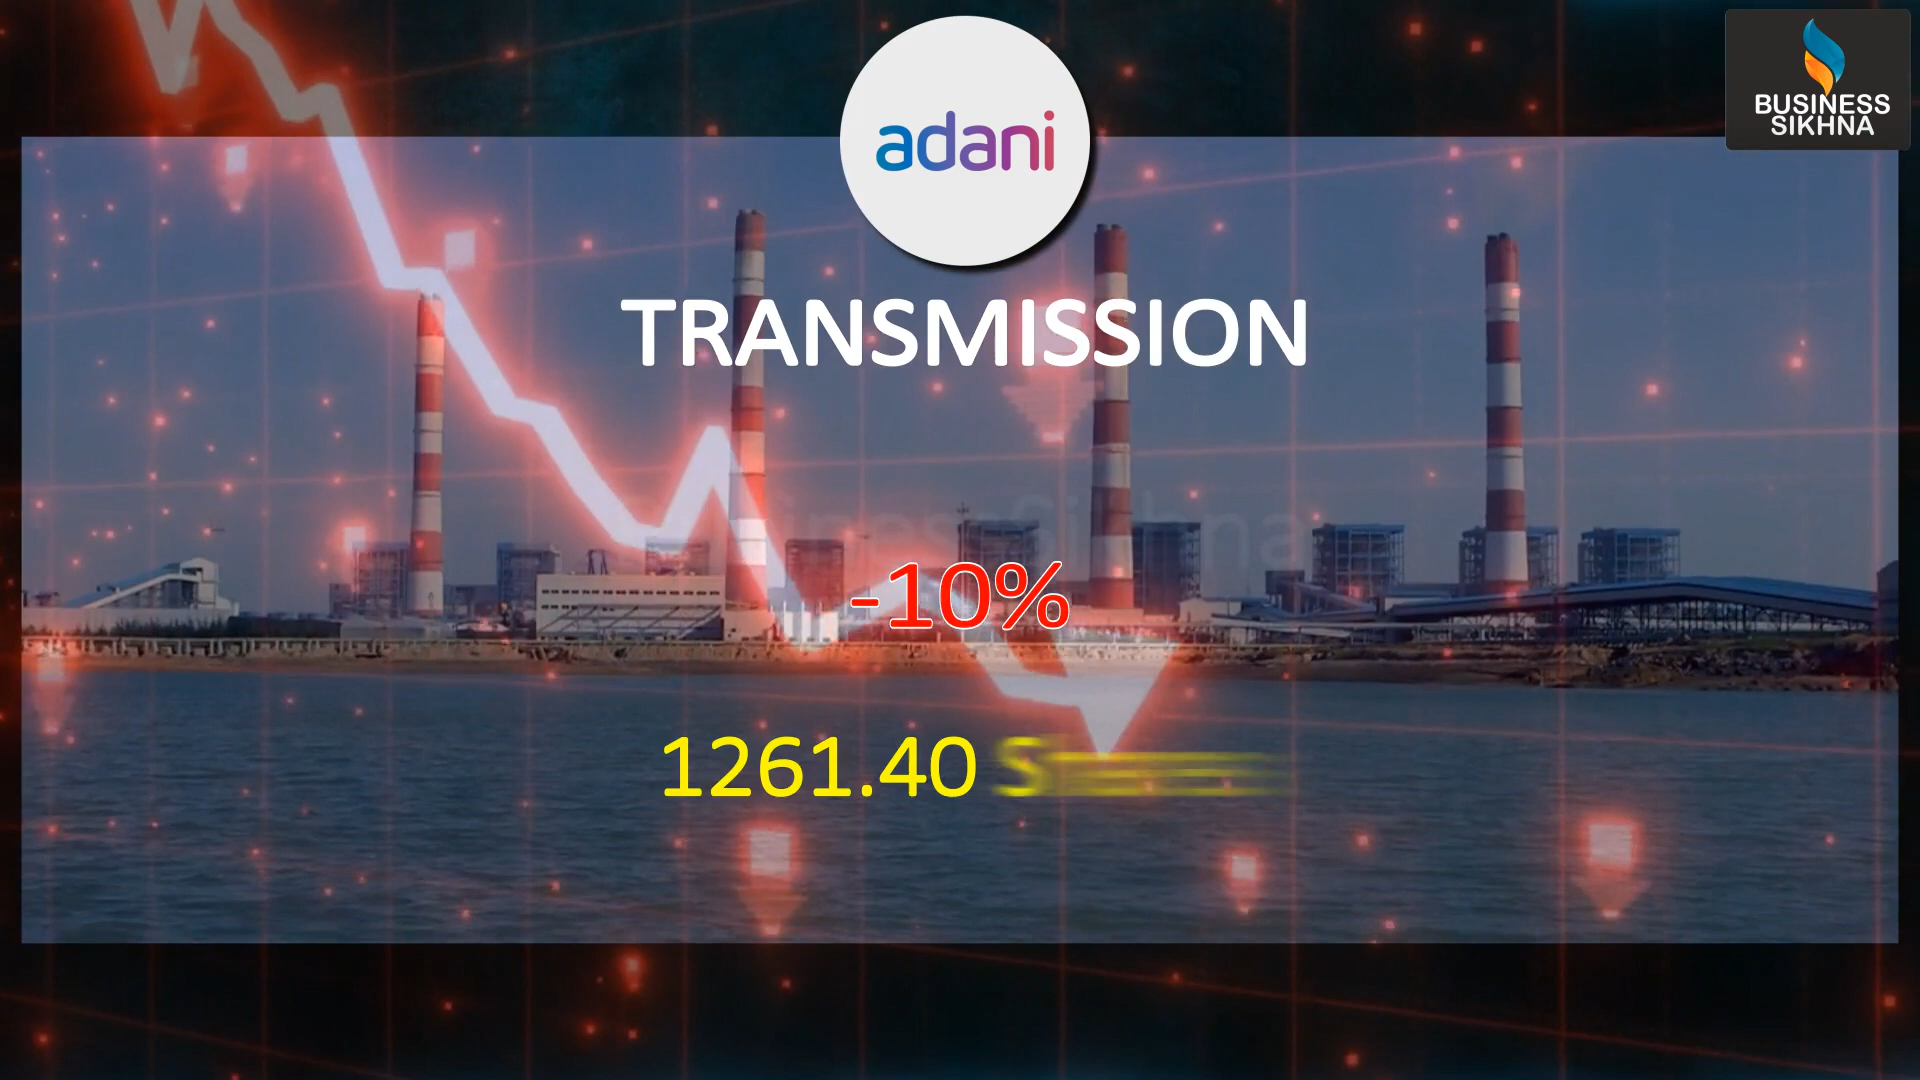 adani
BUSINESS
SIKHNA
TRANSMISSION
-10%
1261.40